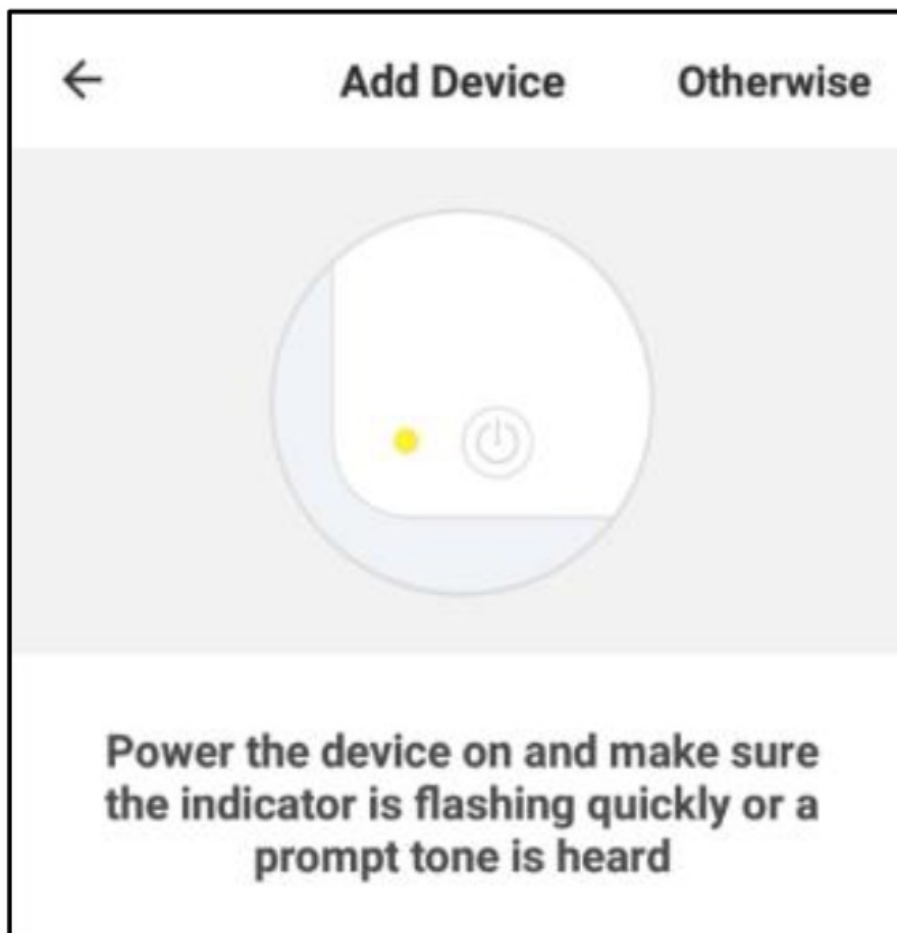 Add Device Otherwise
Power the device on and make sure
the indicator is flashing quickly or a
prompt tone is heard